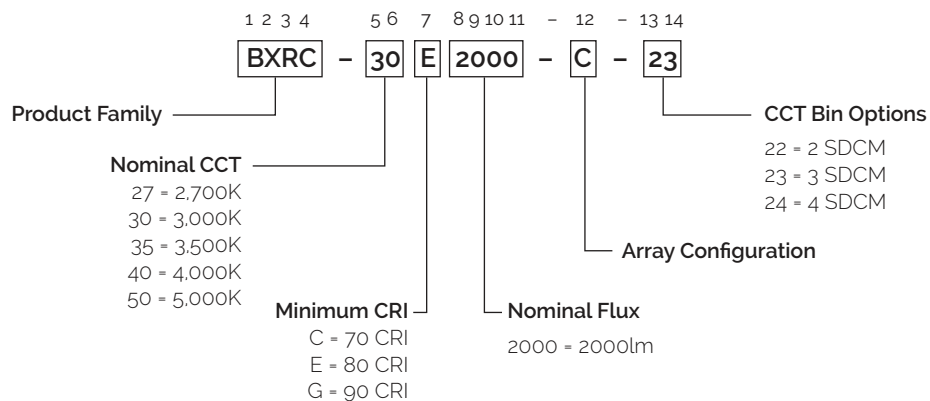 1 2 3 4 5 6 7 8 9 10 11 - 12 - 13 14
BXRC - 30 E 2000 - C - 23
Product Family
CCT Bin Options
22 = 2 SDCM
23 = 3 SDCM
24 = 4 SDCM
Nominal CCT
27 = 2,700K
30 = 3,000K
35 = 3,500K
40 = 4,000K
50 = 5,000K
Array Configuration
Minimum CRI
C = 70 CRI
E = 80 CRI
G = 90 CRI
Nominal Flux
2000 = 2000lm